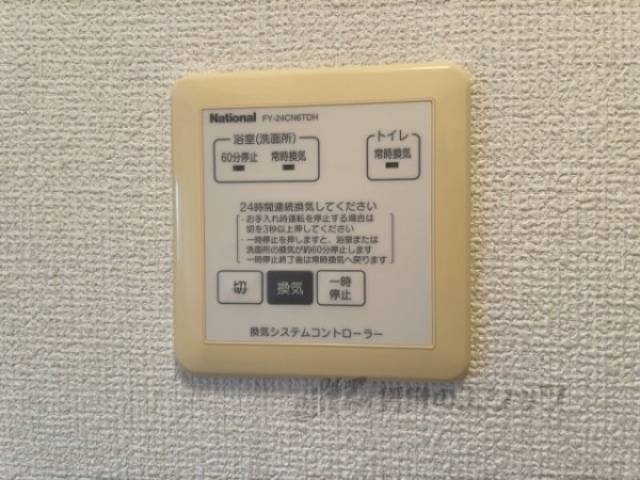 National FY-24CN6TDH
浴室(洗面所)
60分停止 常時換気
トイレ
常時換気
24時間連続換気してください
・お手入れ時運転を停止する場合は
切を3秒以上押してください
・一時停止を押しますと、浴室または
洗面所の換気が約60分停止します
一時停止終了後は常時換気へ戻ります
切
換気
一時
停止
換気システムコントローラー